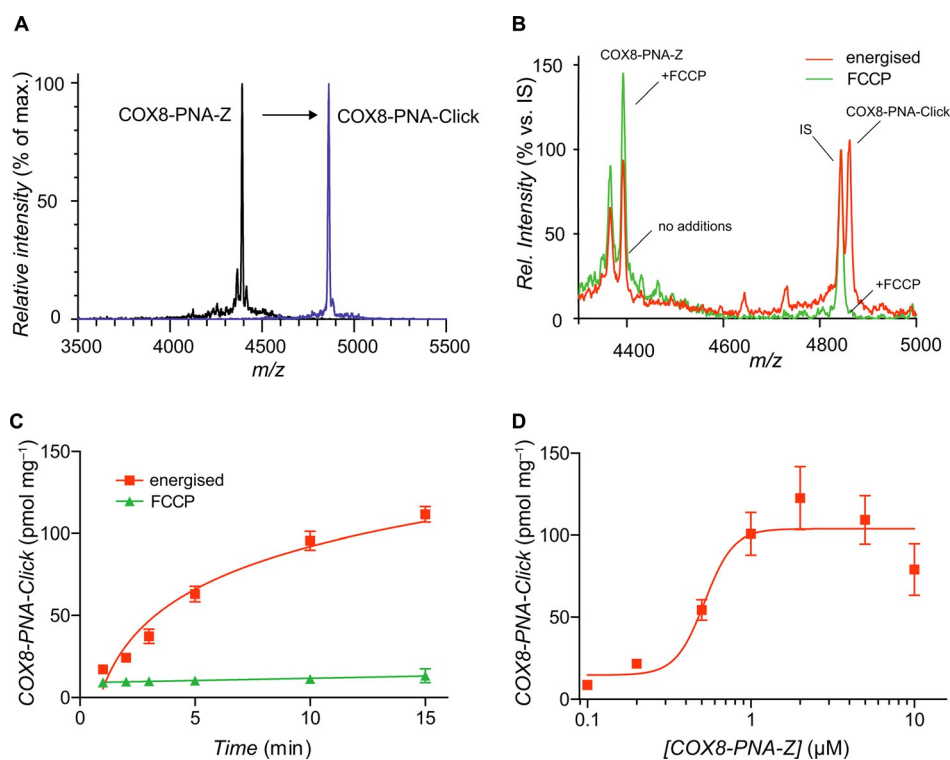 A
Relative intensity (% of max.)
100
50
0
COX8-PNA-Z
COX8-PNA-Click
3500 4000 4500 5000 5500
m/z
B
Rel. Intensity (% vs. IS)
150
100
50
0
COX8-PNA-Z
+FCCP
energised
FCCP
COX8-PNA-Click
IS
no additions
+FCCP
4400 4600 4800 5000
m/z
C
COX8-PNA-Click (pmol mg⁻¹)
150
100
50
0
energised
FCCP
0 5 10 15
Time (min)
D
COX8-PNA-Click (pmol mg⁻¹)
150
100
50
0
0.1 1 10
[COX8-PNA-Z] (µM)